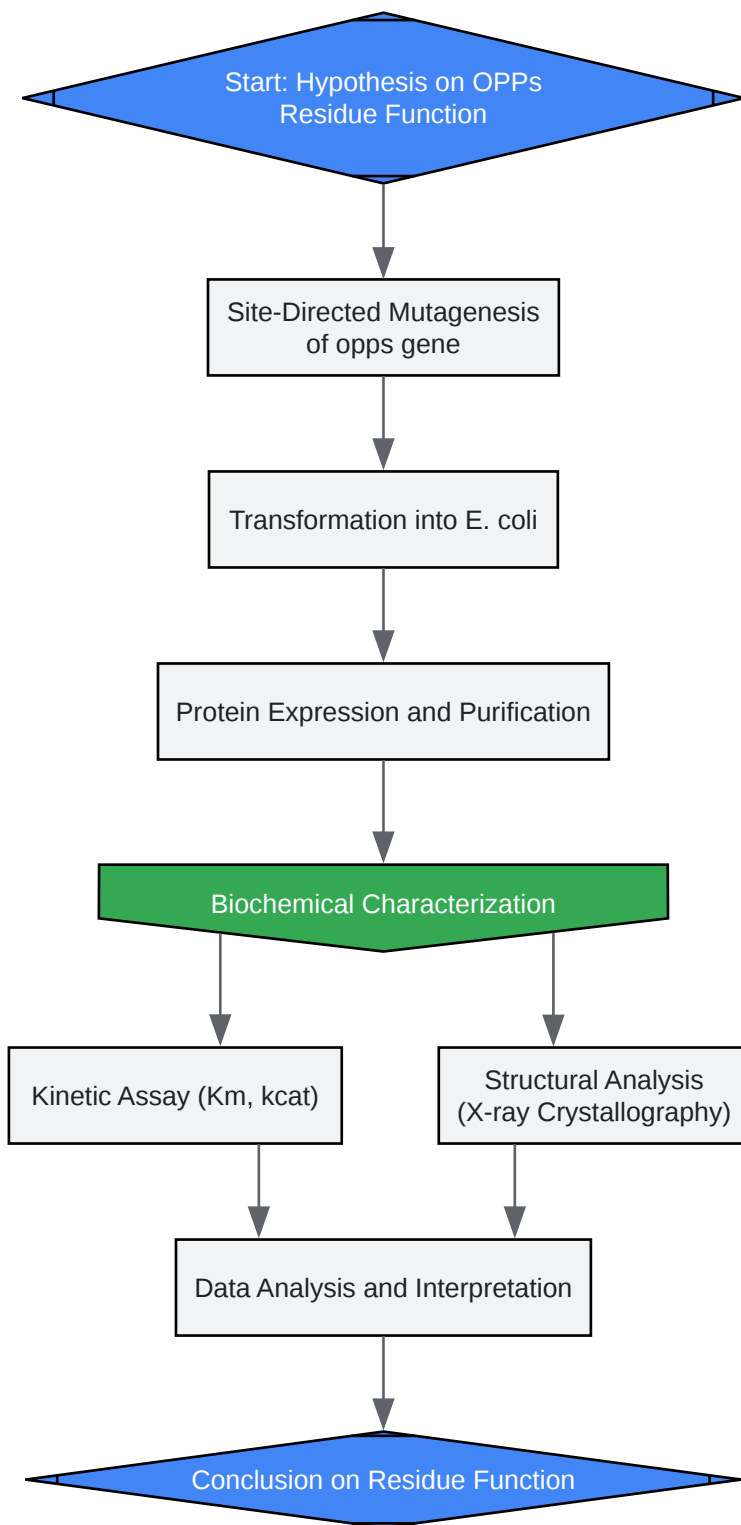 Start: Hypothesis on OPPs
Residue Function
Site-Directed Mutagenesis
of opps gene
Transformation into E. coli
Protein Expression and Purification
Biochemical Characterization
Kinetic Assay (Km, kcat)
Structural Analysis
(X-ray Crystallography)
Data Analysis and Interpretation
Conclusion on Residue Function